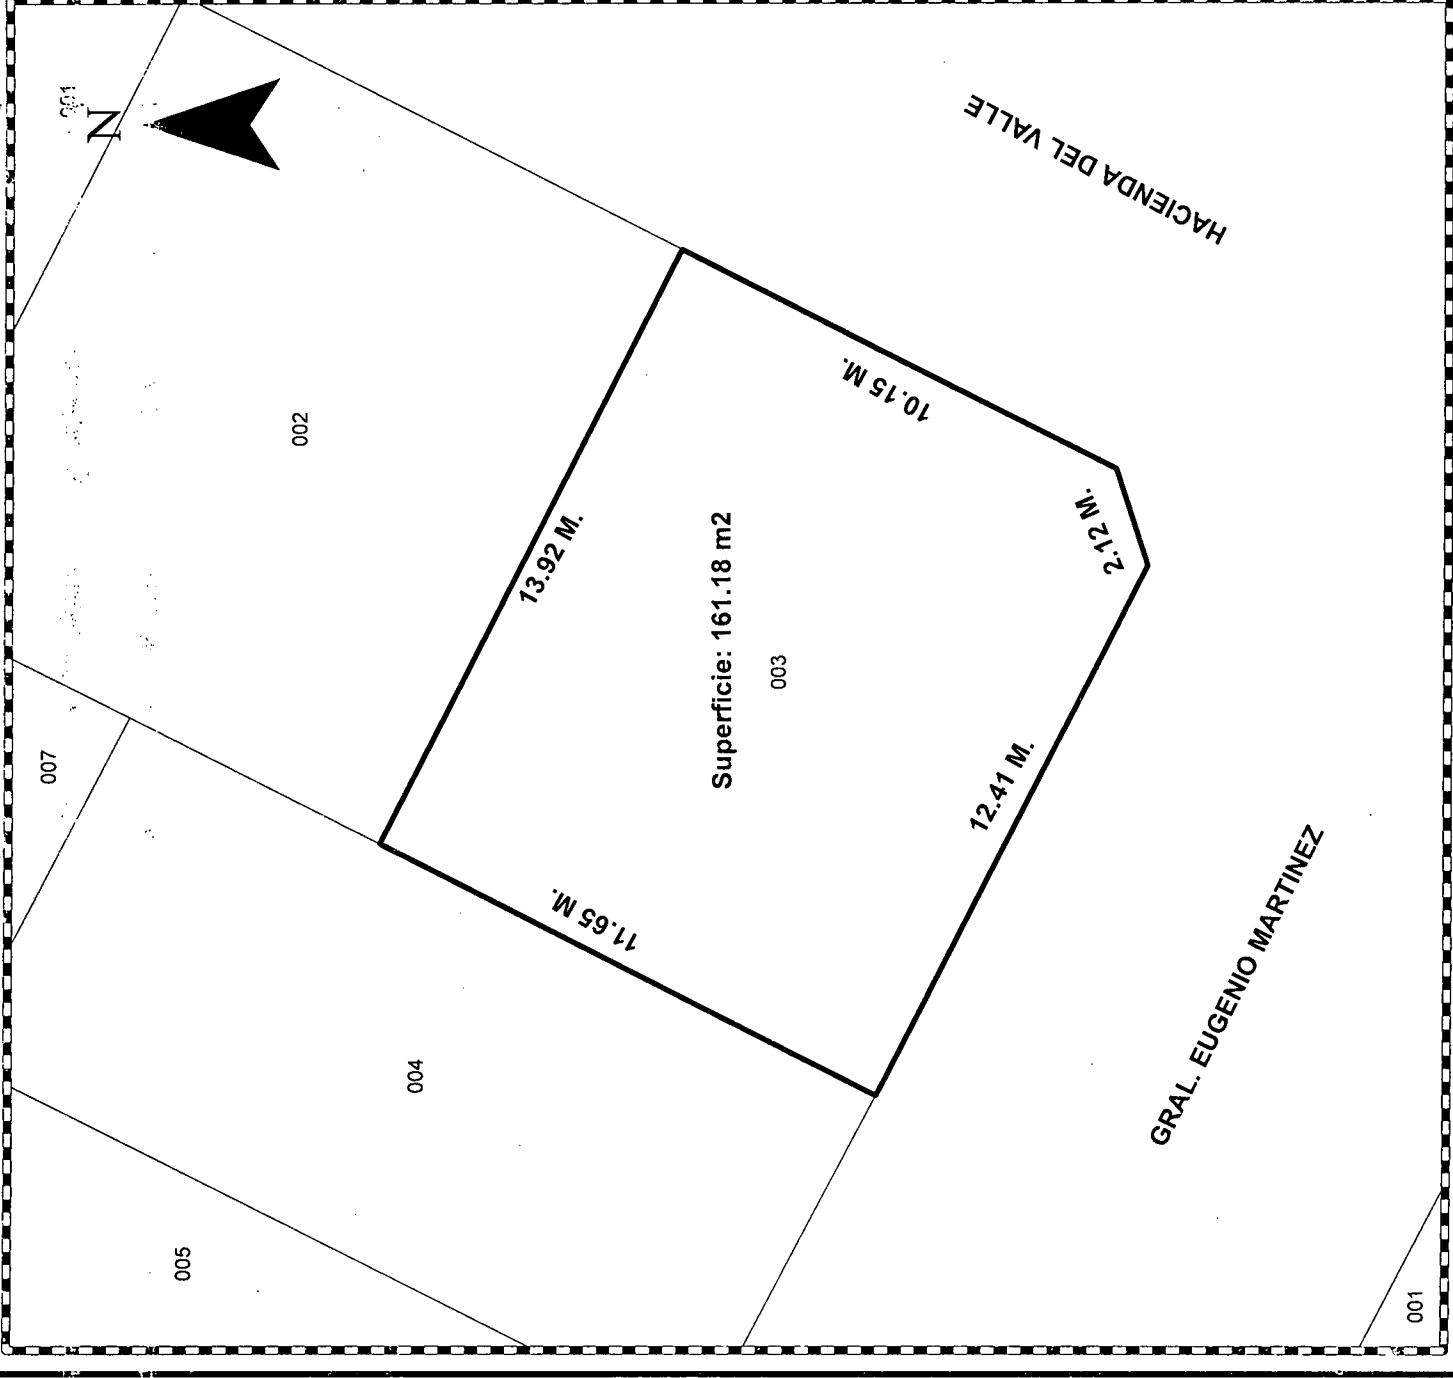 001
N
002
007
13.92 M.
10.15 M.
HACIENDA DEL VALLE
Superficie: 161.18 m2
003
2.12 M.
11.65 M.
12.41 M.
004
005
GRAL. EUGENIO MARTINEZ
001